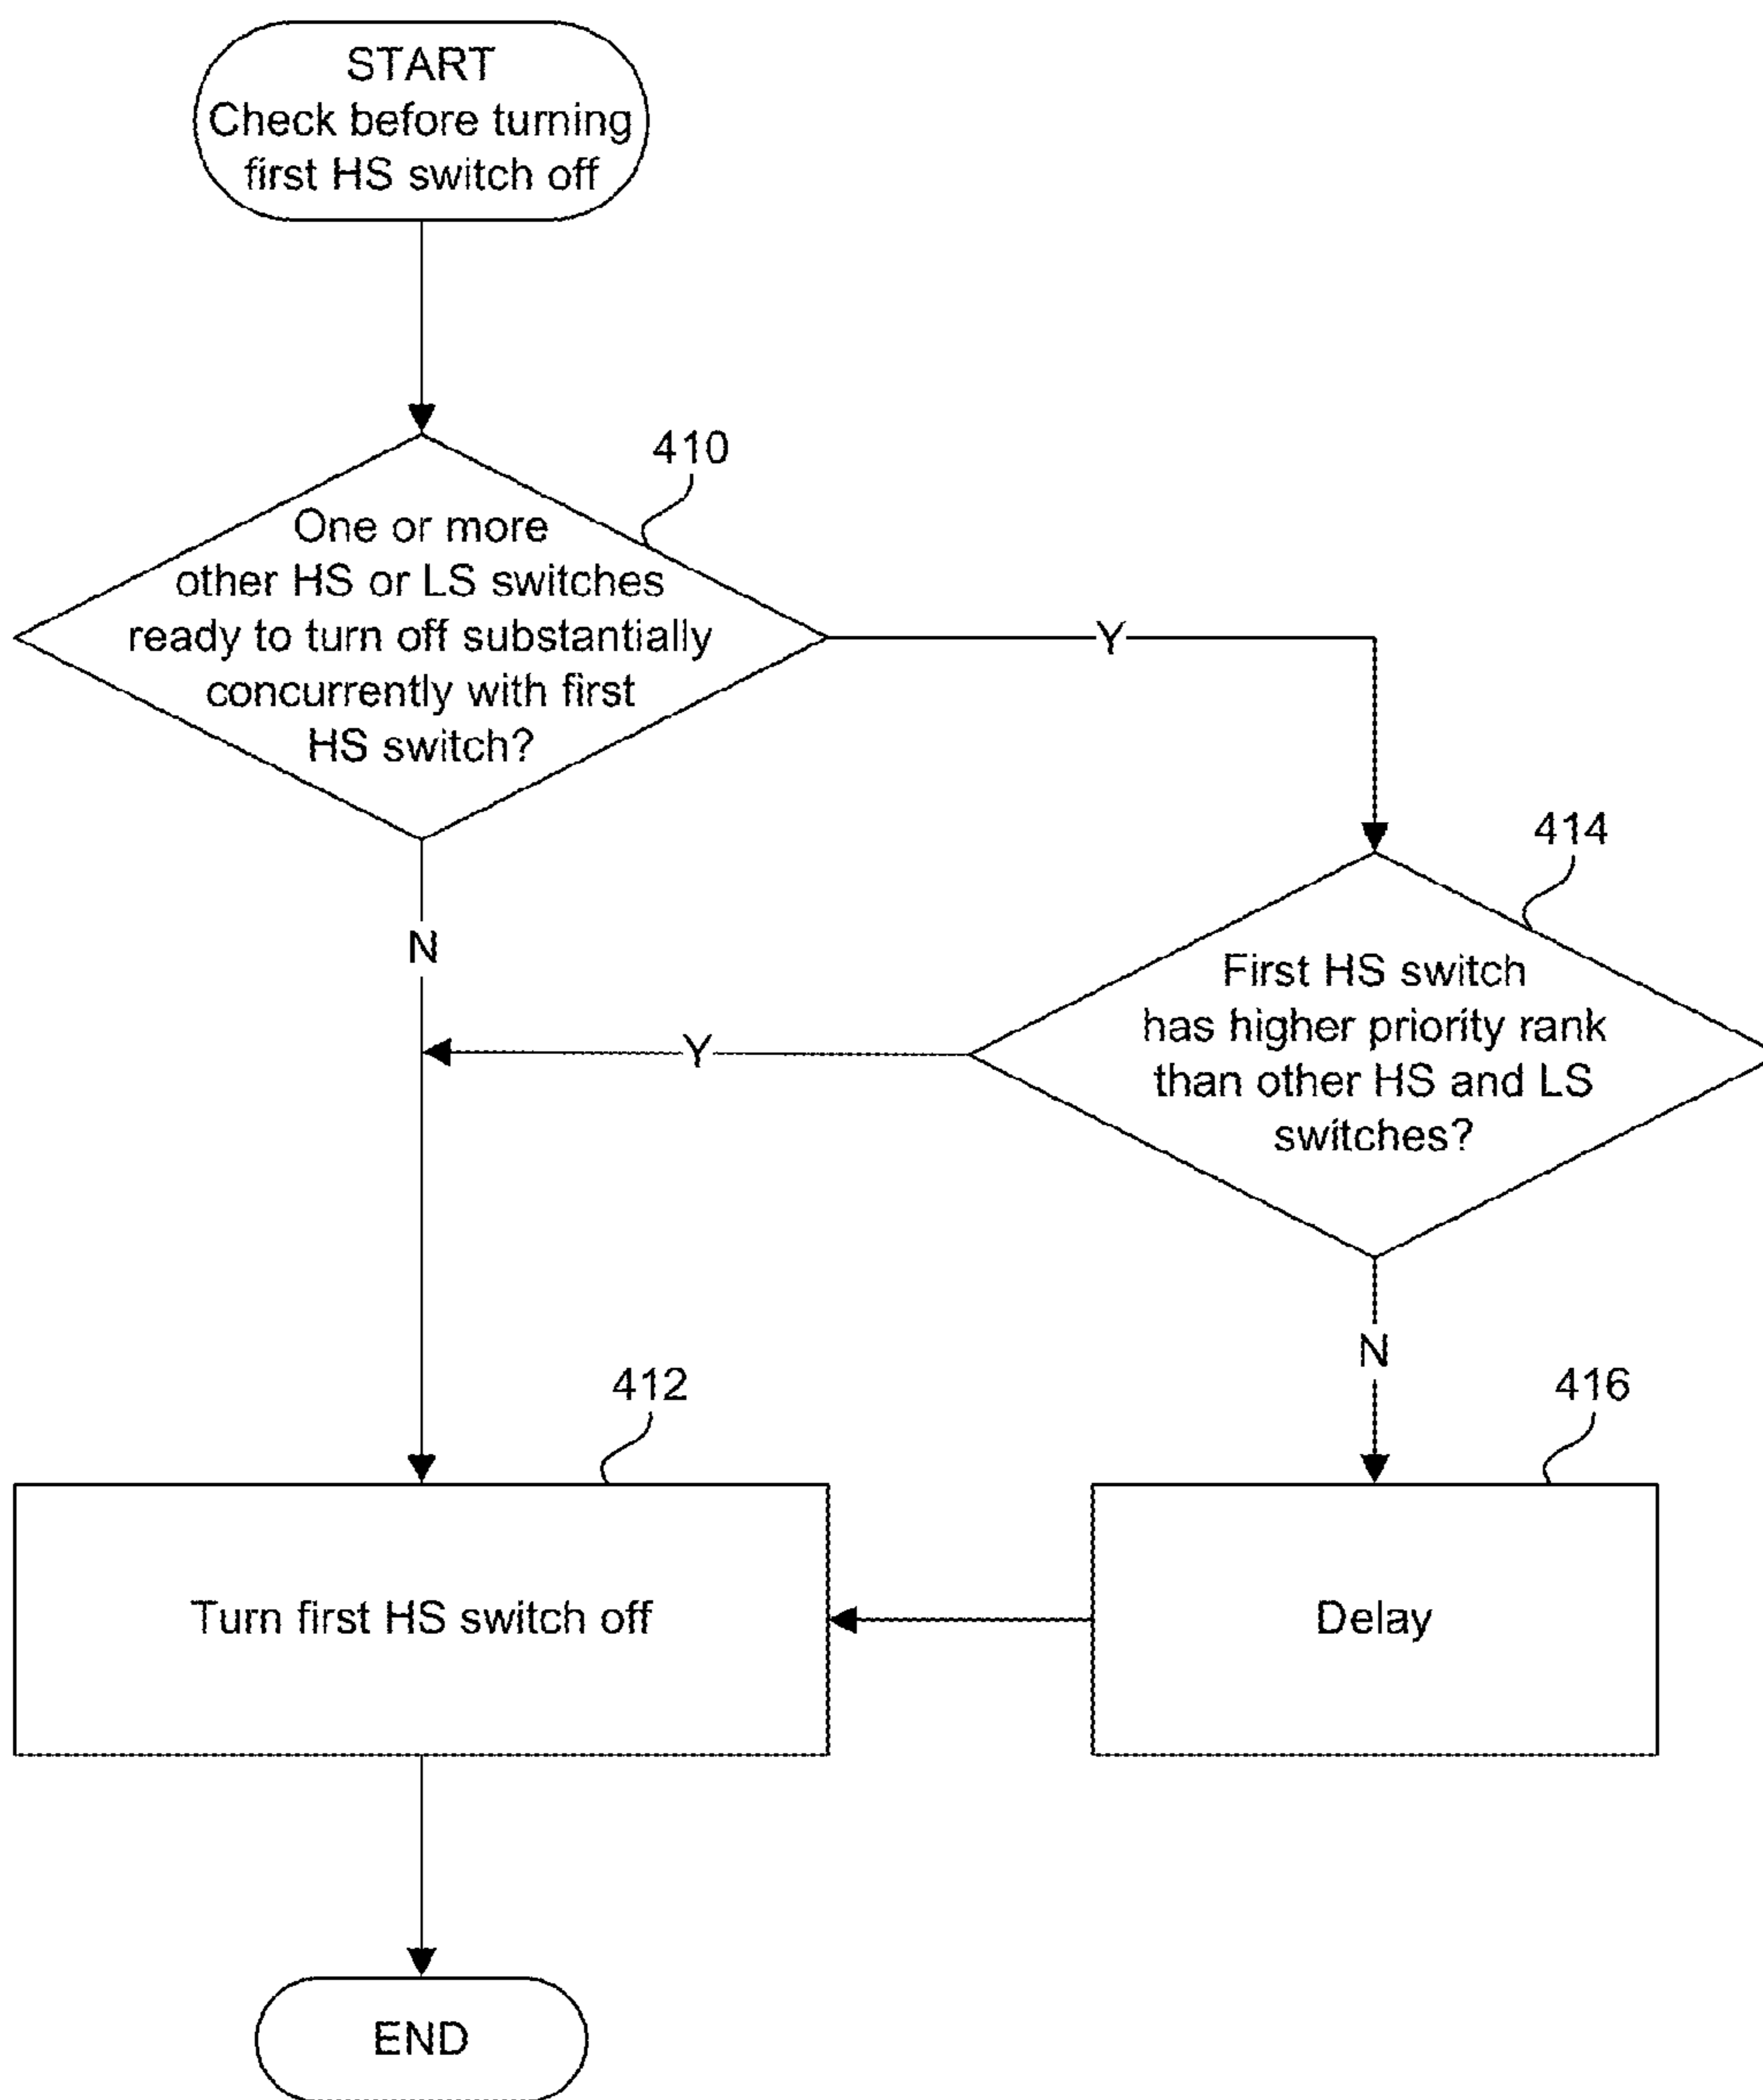 START
Check before turning
first HS switch off
410
One or more
other HS or LS switches
ready to turn off substantially
concurrently with first
HS switch?
Y
414
N
First HS switch
has higher priority rank
than other HS and LS
switches?
Y
N
412
416
Turn first HS switch off
Delay
END